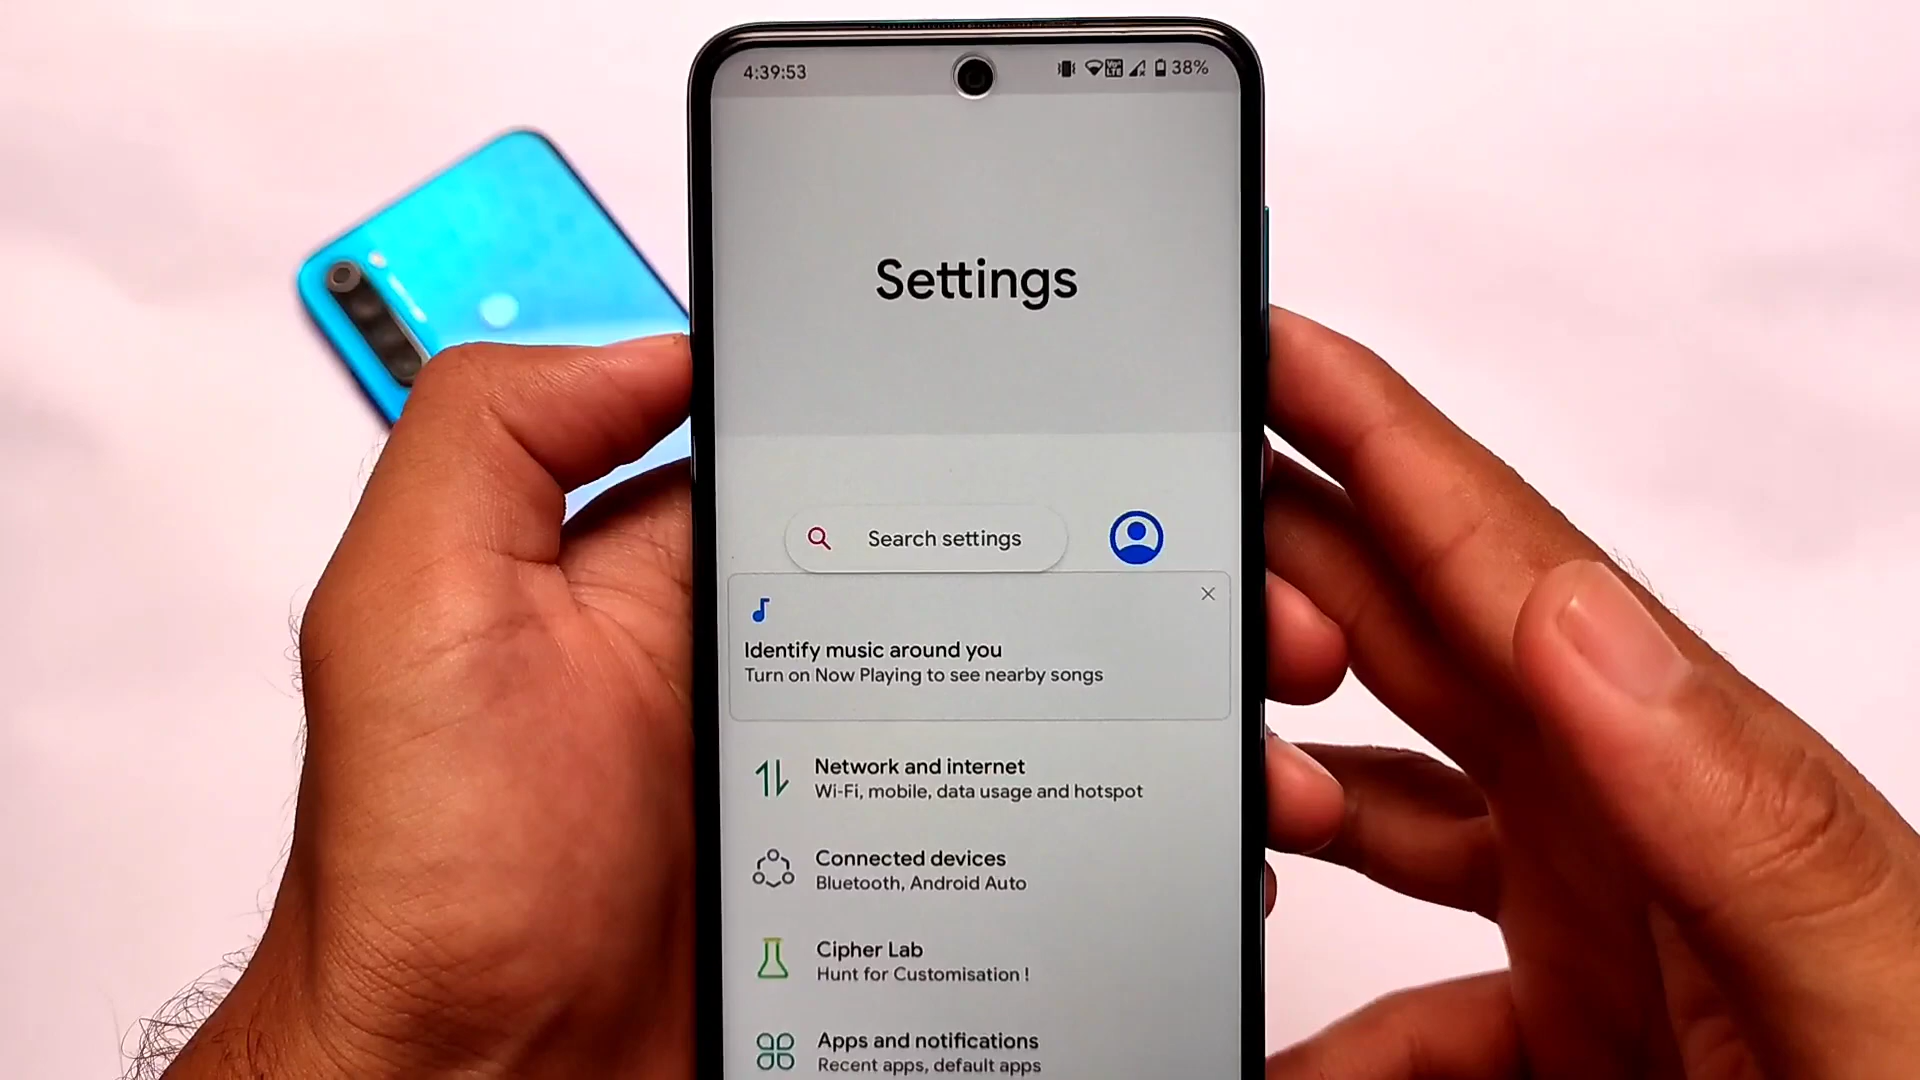 4:39:53
Vo LTE 38%
Settings
Search settings
Identify music around you
Turn on Now Playing to see nearby songs
Network and internet
Wi-Fi, mobile, data usage and hotspot
Connected devices
Bluetooth, Android Auto
Cipher Lab
Hunt for Customisation !
Apps and notifications
Recent apps, default apps